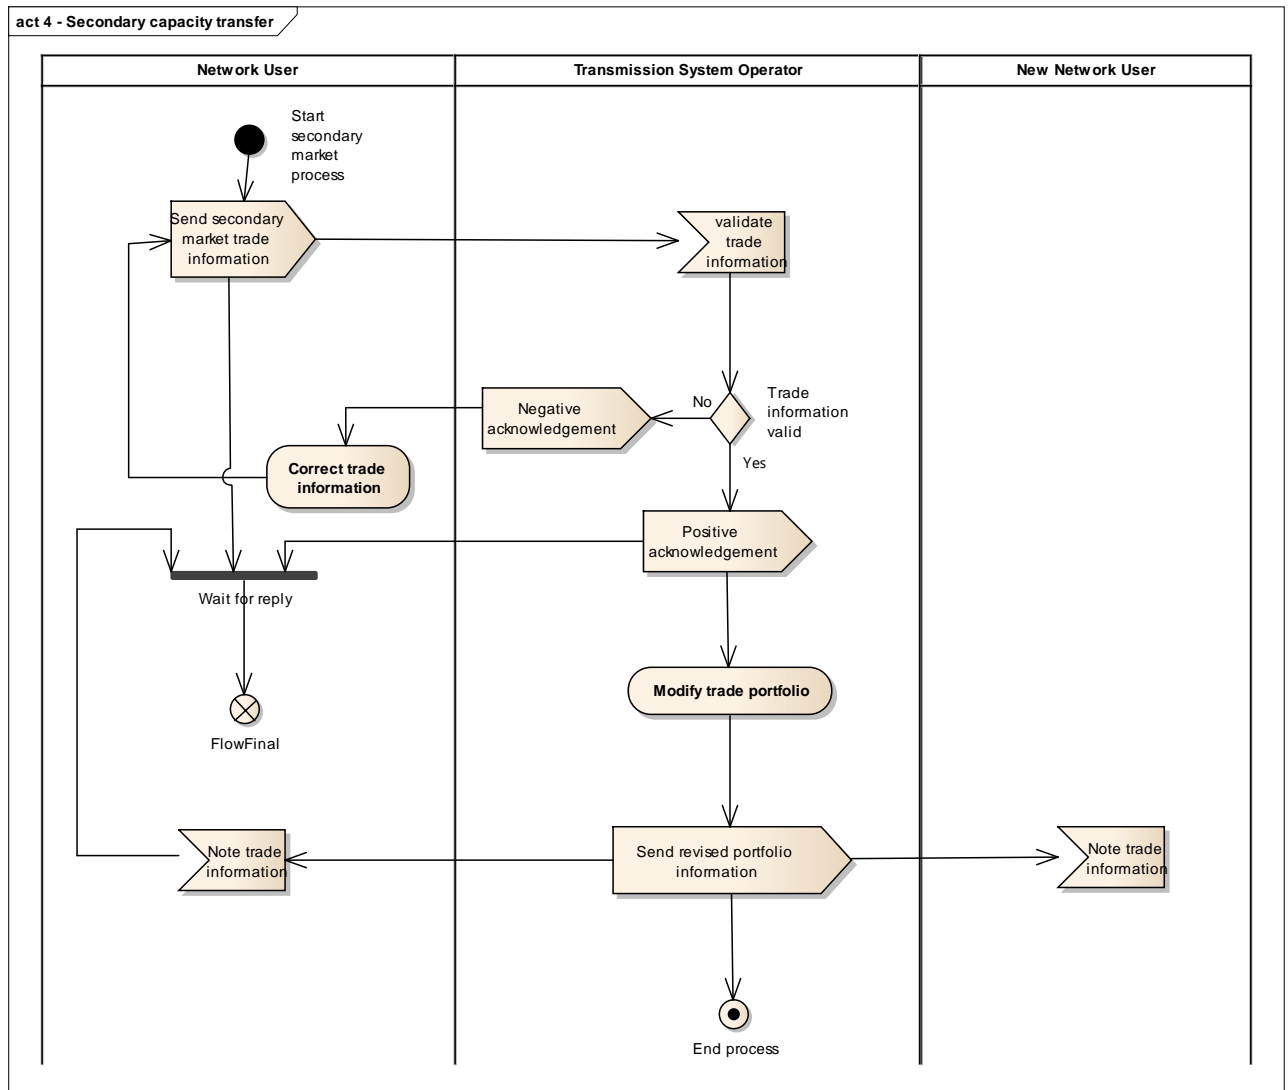 act 4 - Secondary capacity transfer
Network User
Transmission System Operator
New Network User
Start
secondary
market
process
Send secondary
market trade
information
validate
trade
information
Negative
acknowledgement
No
Trade
information
valid
Correct trade
information
Yes
Positive
acknowledgement
Wait for reply
Modify trade portfolio
FlowFinal
Note trade
information
Send revised portfolio
information
Note trade
information
End process